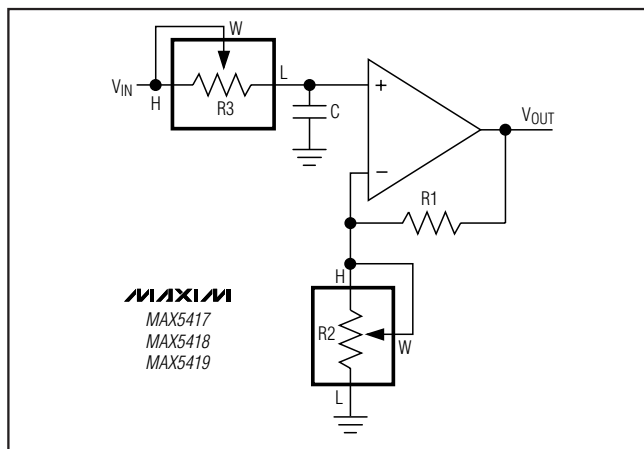 W
V_IN
H
R3
L
C
+
−
V_OUT
R1
H
R2
W
L
MAXIM
MAX5417
MAX5418
MAX5419